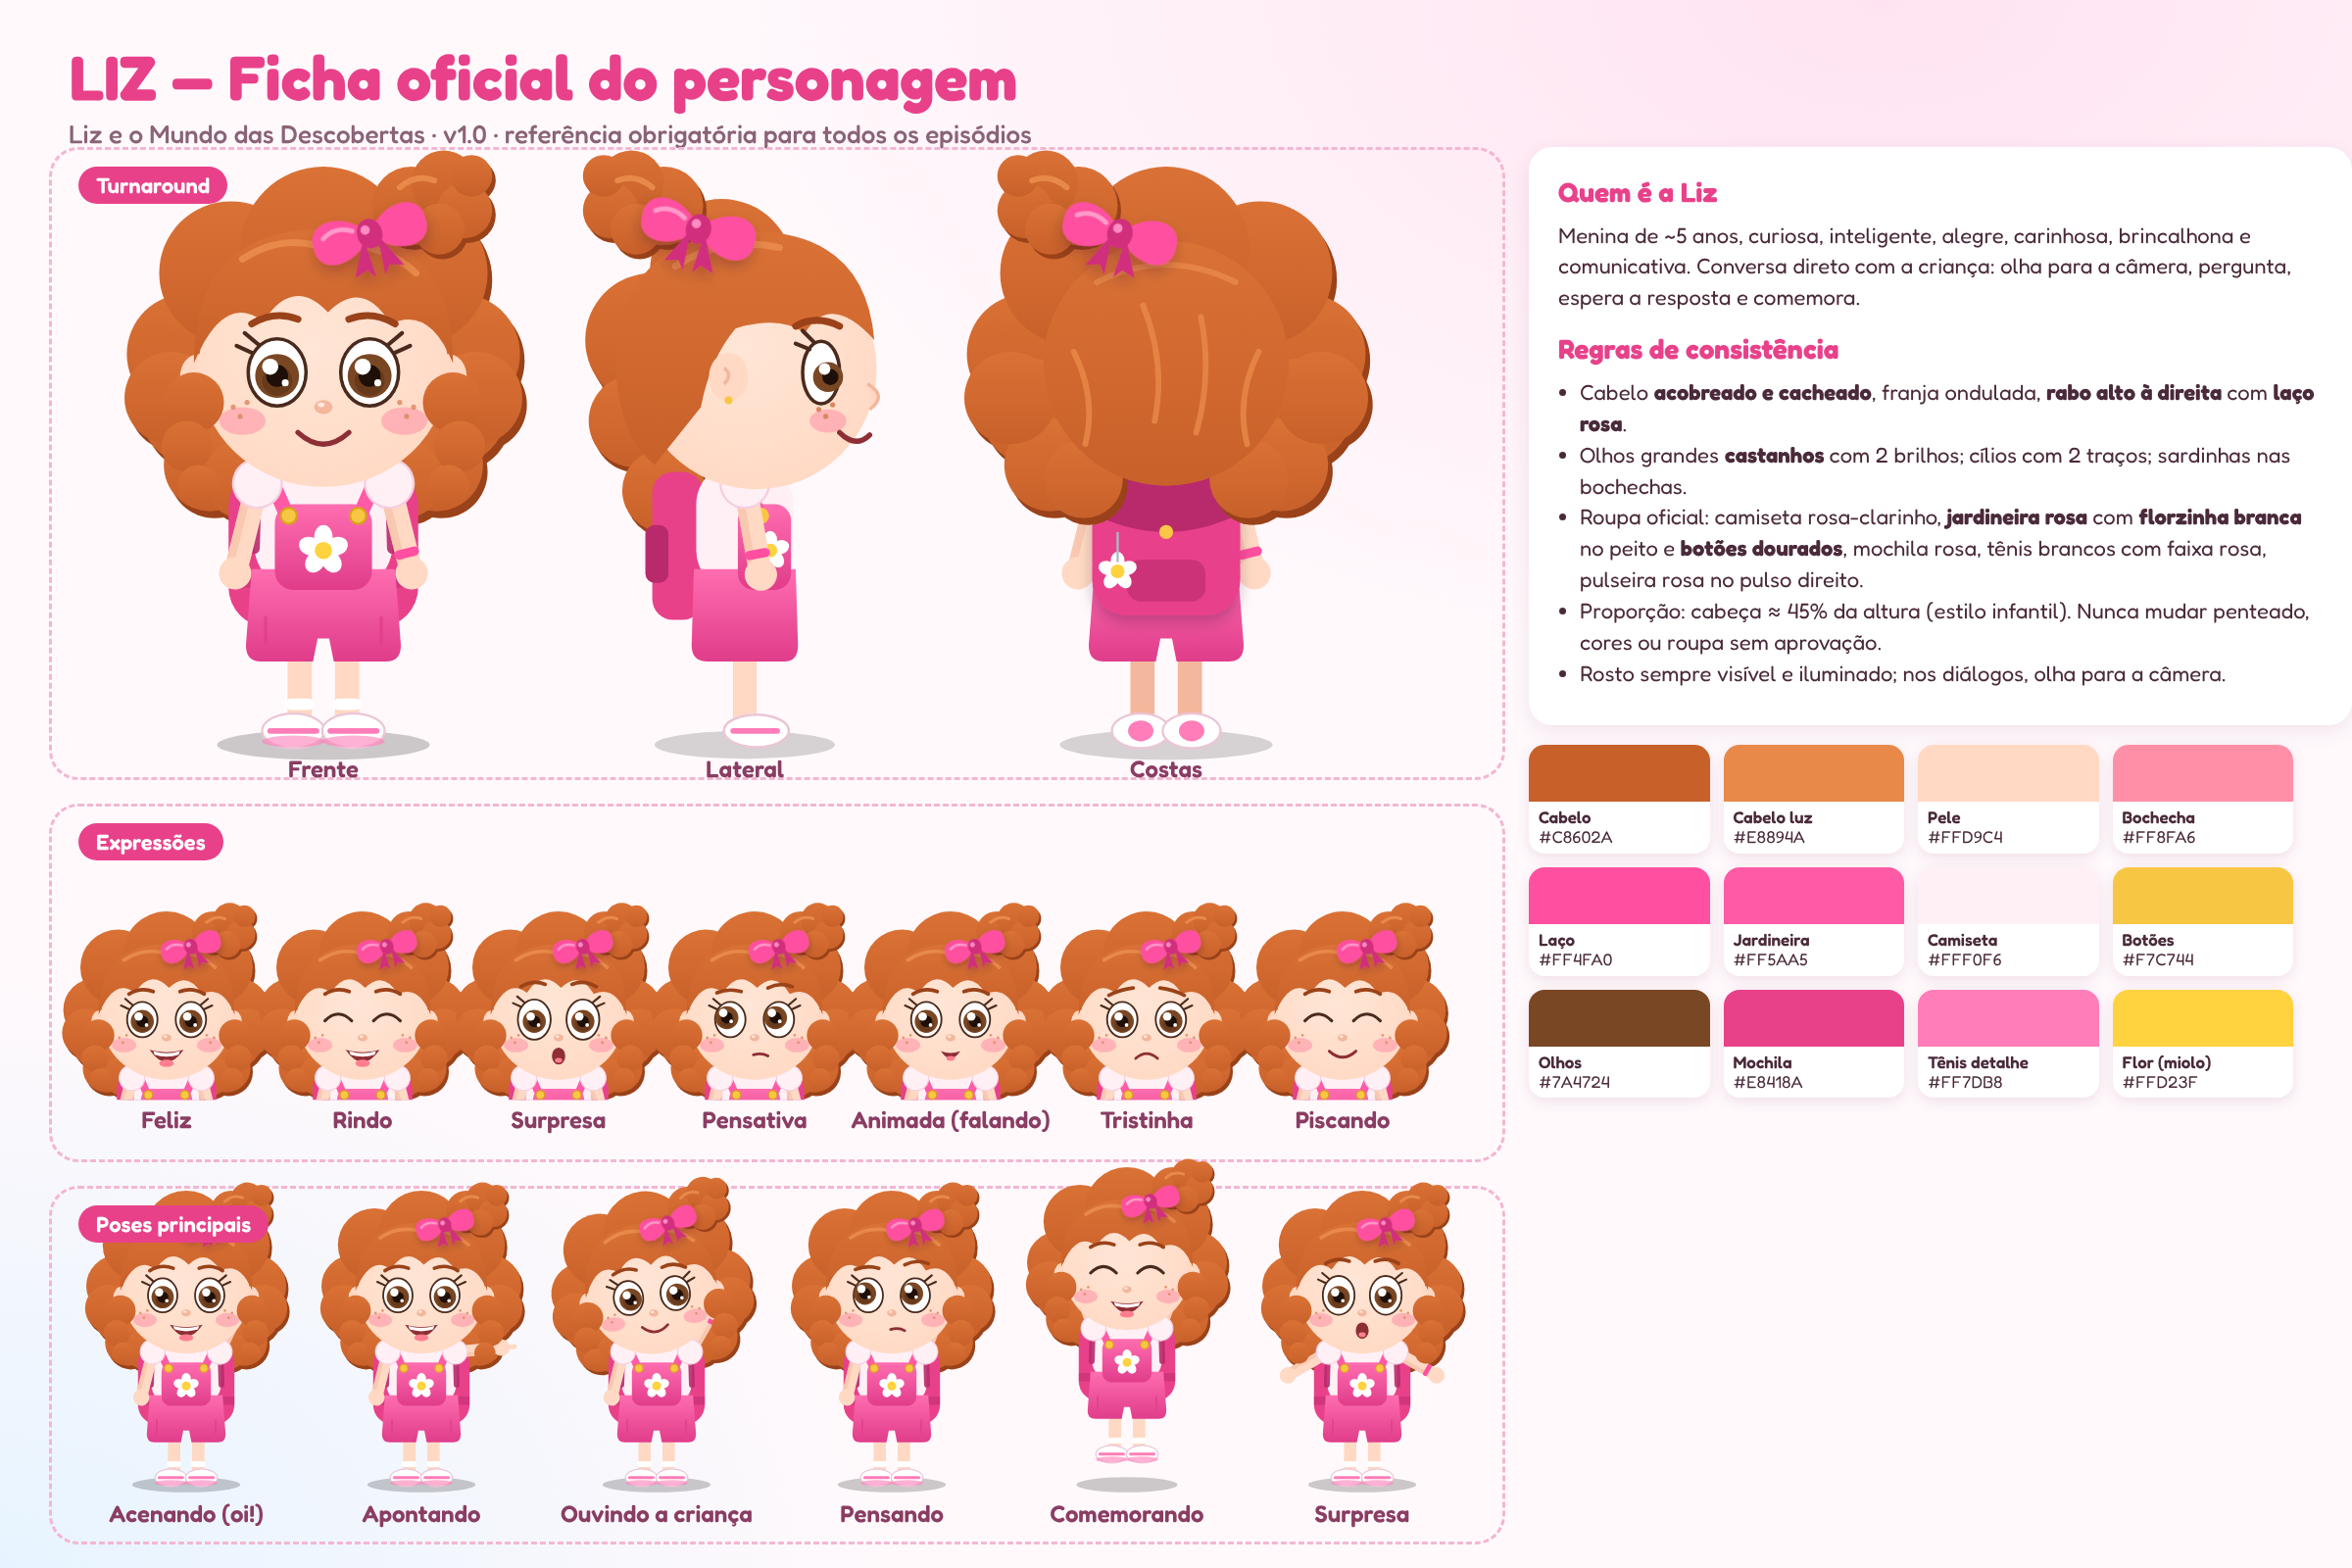 LIZ — Ficha oficial do personagem
Liz e o Mundo das Descobertas · v1.0 · referência obrigatória para todos os episódios
Turnaround
Frente
Lateral
Costas
Expressões
Feliz
Rindo
Surpresa
Pensativa
Animada (falando)
Tristinha
Piscando
Poses principais
Acenando (oi!)
Apontando
Ouvindo a criança
Pensando
Comemorando
Surpresa
Quem é a Liz
Menina de ~5 anos, curiosa, inteligente, alegre, carinhosa, brincalhona e
comunicativa. Conversa direto com a criança: olha para a câmera, pergunta,
espera a resposta e comemora.
Regras de consistência
• Cabelo acobreado e cacheado, franja ondulada, rabo alto à direita com laço
rosa.
• Olhos grandes castanhos com 2 brilhos; cílios com 2 traços; sardinhas nas
bochechas.
• Roupa oficial: camiseta rosa-clarinho, jardineira rosa com florzinha branca
no peito e botões dourados, mochila rosa, tênis brancos com faixa rosa,
pulseira rosa no pulso direito.
• Proporção: cabeça ≈ 45% da altura (estilo infantil). Nunca mudar penteado,
cores ou roupa sem aprovação.
• Rosto sempre visível e iluminado; nos diálogos, olha para a câmera.
Cabelo
#C8602A
Cabelo luz
#E8894A
Pele
#FFD9C4
Bochecha
#FF8FA6
Laço
#FF4FA0
Jardineira
#FF5AA5
Camiseta
#FFF0F6
Botões
#F7C744
Olhos
#7A4724
Mochila
#E8418A
Tênis detalhe
#FF7DB8
Flor (miolo)
#FFD23F